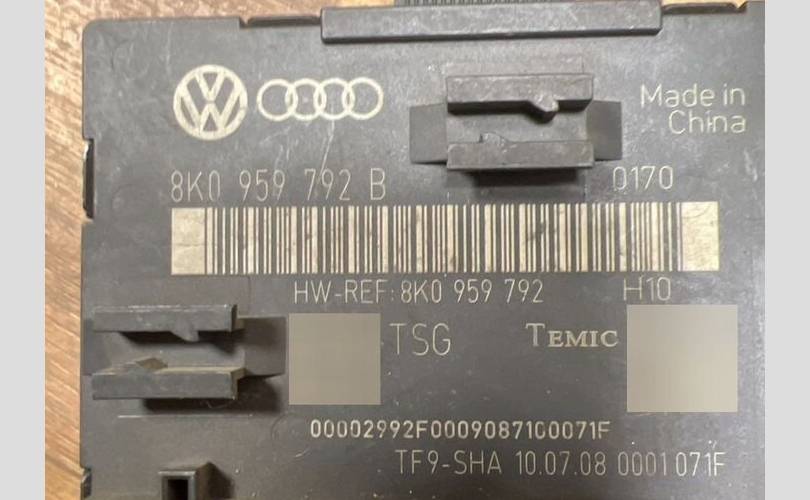 Made in
China
8K0 959 792 B 0170
HW-REF:8K0 959 792 H10
TSG TEMIC
00002992F0009087100071F
TF9-SHA 10.07.08 0001071F